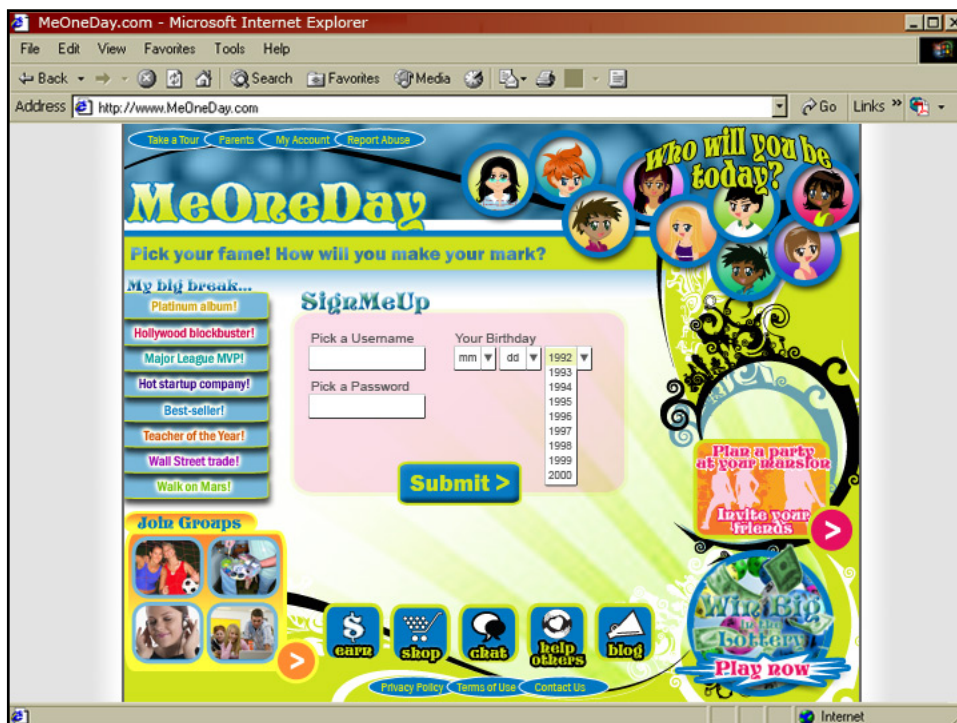 MeOneDay.com - Microsoft Internet Explorer
File Edit View Favorites Tools Help
Back Search Favorites Media
Address http://www.MeOneDay.com Go Links »
Take a Tour Parents My Account Report Abuse
Who will you be
today?
MeOneDay
Pick your fame! How will you make your mark?
My big break...
Platinum album!
Hollywood blockbuster!
Major League MVP!
Hot startup company!
Best-seller!
Teacher of the Year!
Wall Street trade!
Walk on Mars!
SignMeUp
Pick a Username
Your Birthday
mm dd 1992
1993
1994
1995
1996
1997
1998
1999
2000
Pick a Password
Submit >
Plan a party
at your mansion
Invite your
friends
>
Join Groups
>
Win Big
in the
Lottery
Play now
$
earn
shop
chat
help
others
blog
Privacy Policy Terms of Use Contact Us
Internet